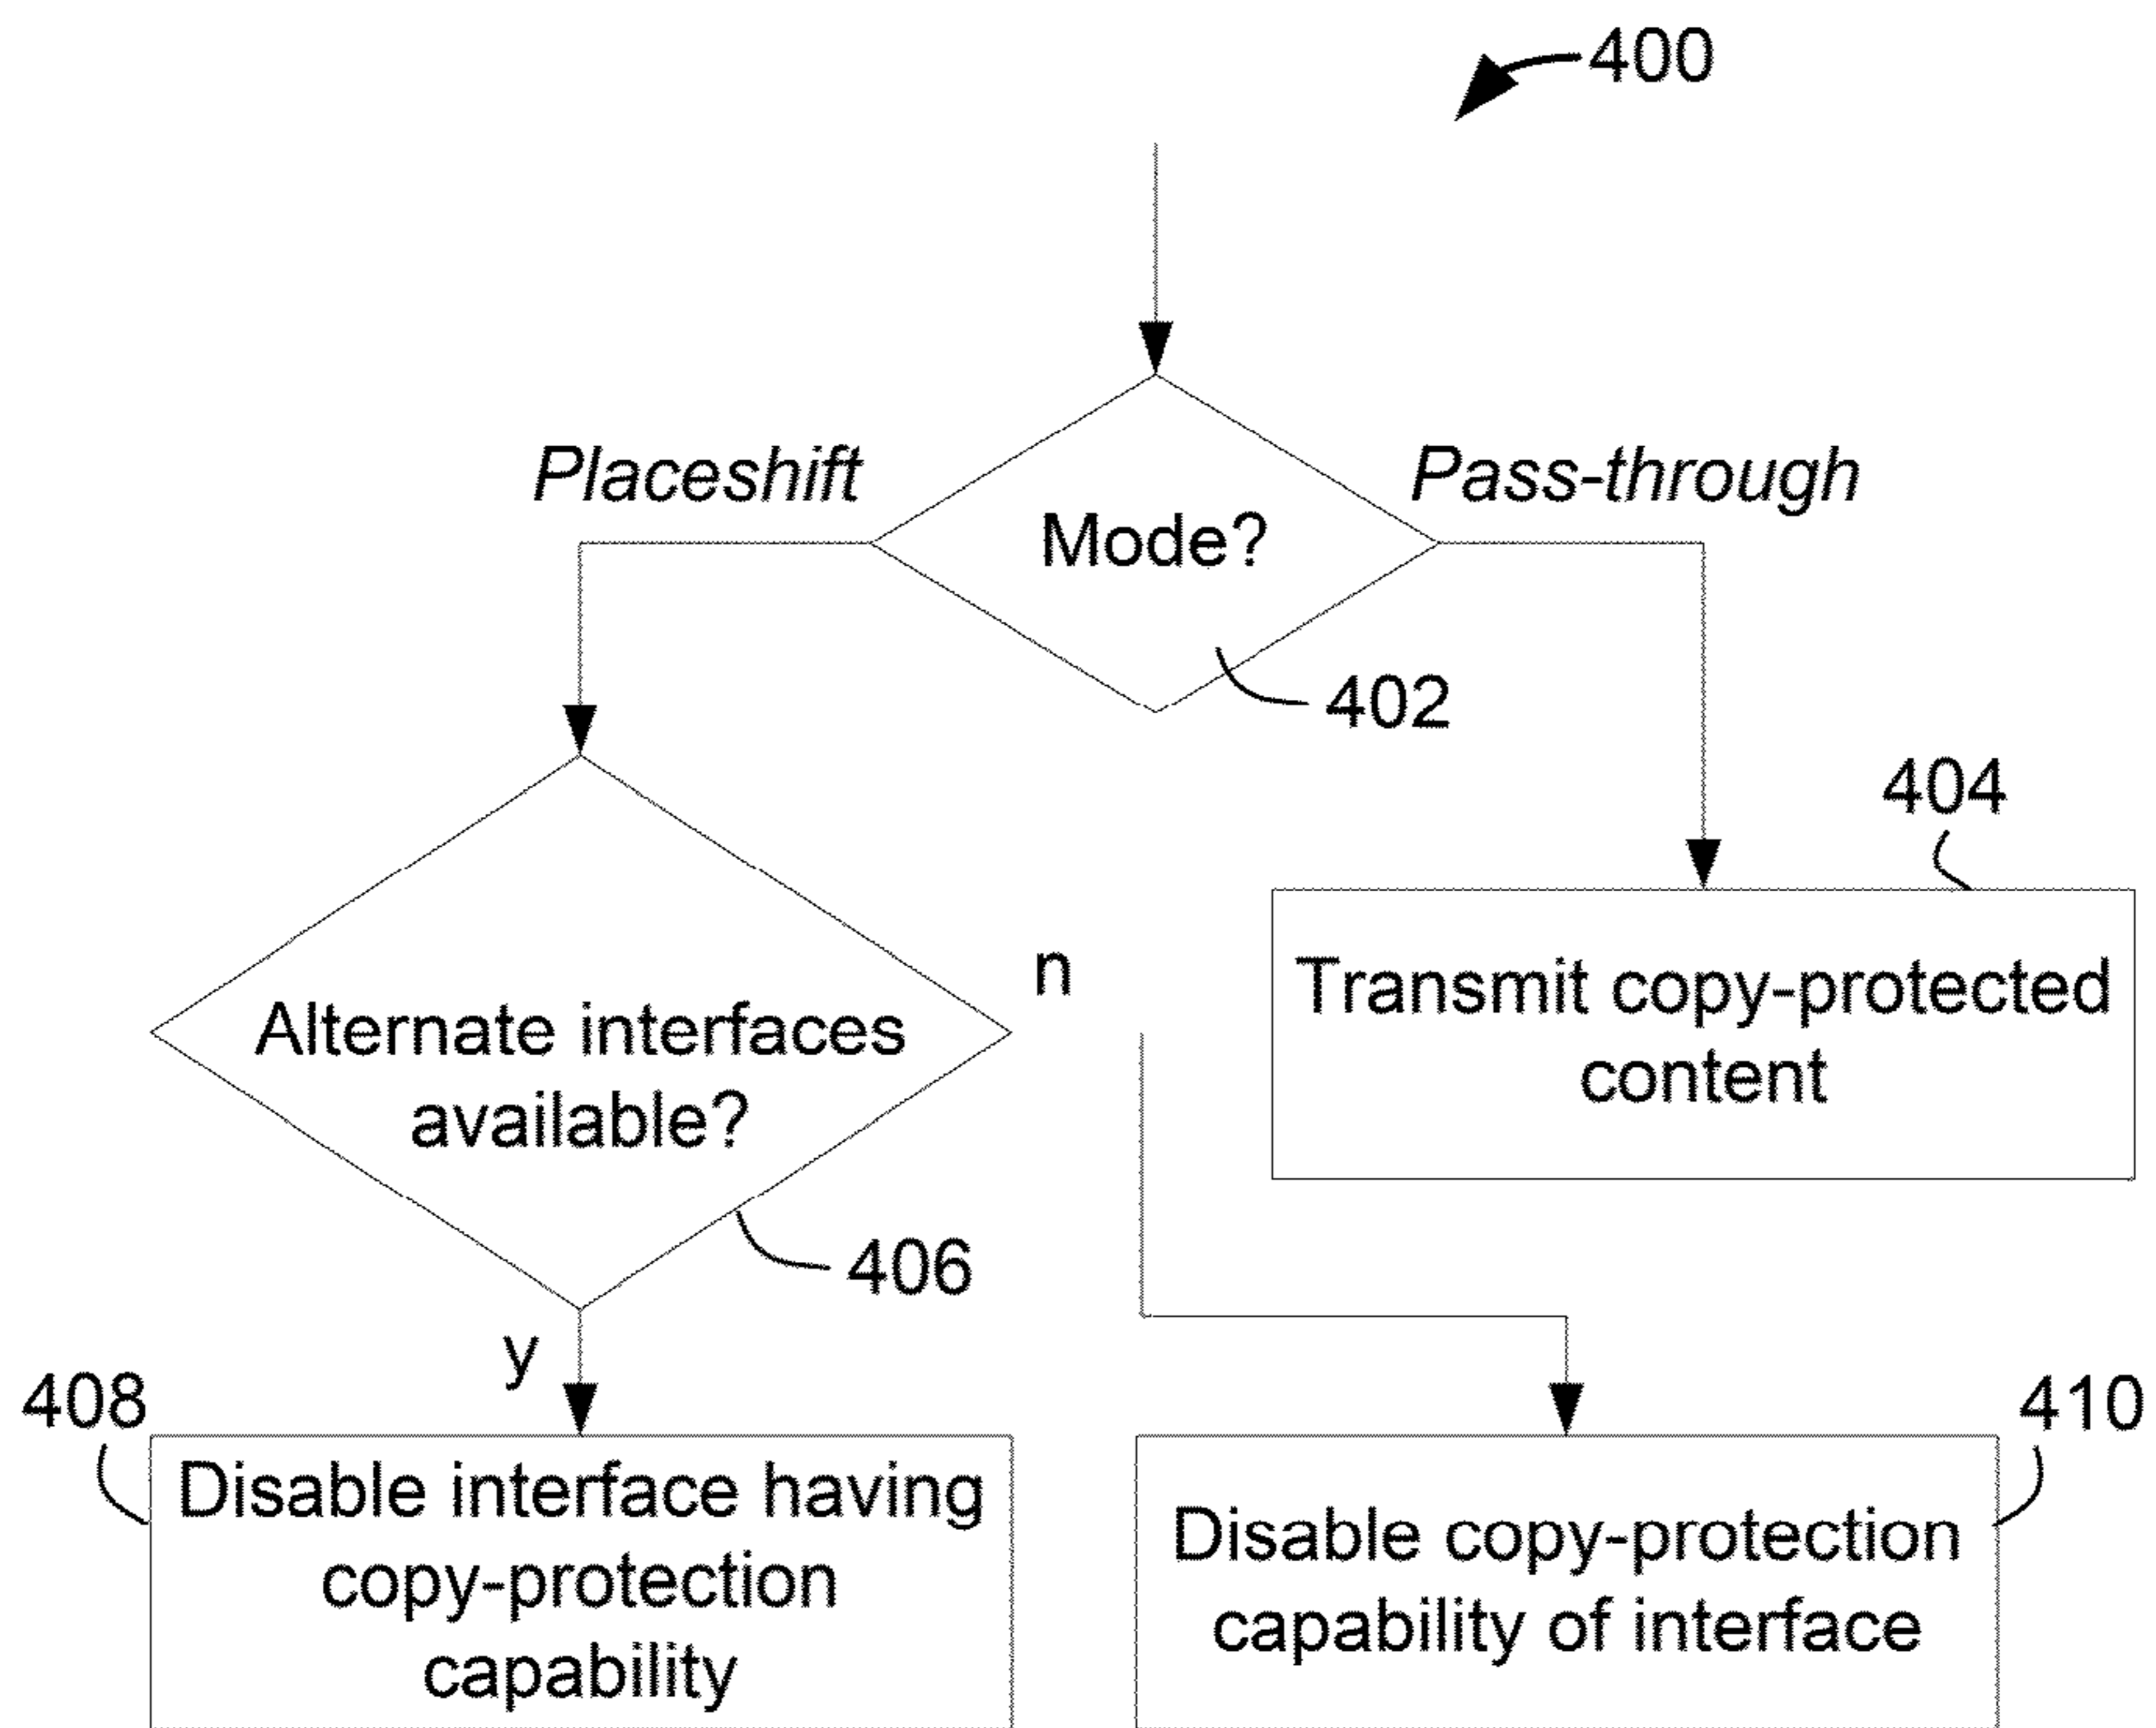 400
Placeshift
Pass-through
Mode?
402
404
Transmit copy-protected
content
n
Alternate interfaces
available?
406
y
408
410
Disable interface having
copy-protection
capability
Disable copy-protection
capability of interface